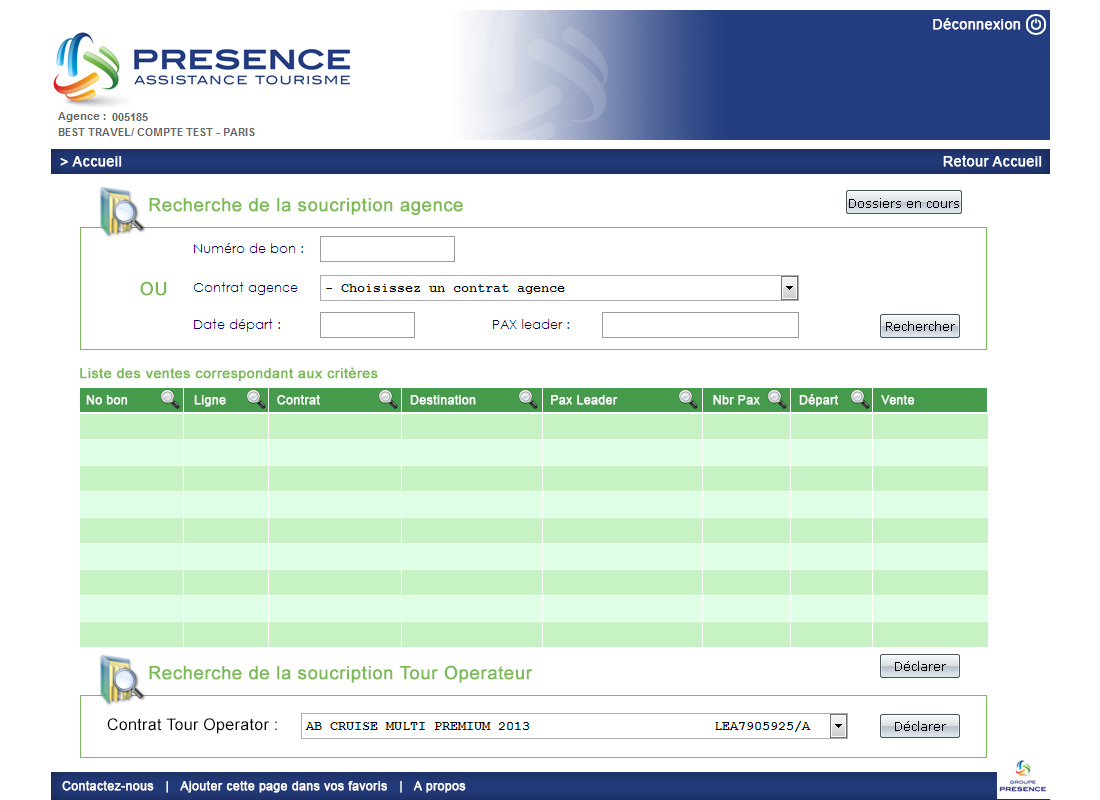 Déconnexion
PRESENCE
ASSISTANCE TOURISME
Agence : 005185
BEST TRAVEL/ COMPTE TEST - PARIS
> Accueil Retour Accueil
Recherche de la soucription agence Dossiers en cours
Numéro de bon :
OU Contrat agence - Choisissez un contrat agence
Date départ : PAX leader : Rechercher
Liste des ventes correspondant aux critères
No bon Ligne Contrat Destination Pax Leader Nbr Pax Départ Vente
Recherche de la soucription Tour Operateur Déclarer
Contrat Tour Operator : AB CRUISE MULTI PREMIUM 2013 LEA7905925/A Déclarer
Contactez-nous | Ajouter cette page dans vos favoris | A propos
GROUPE
PRESENCE